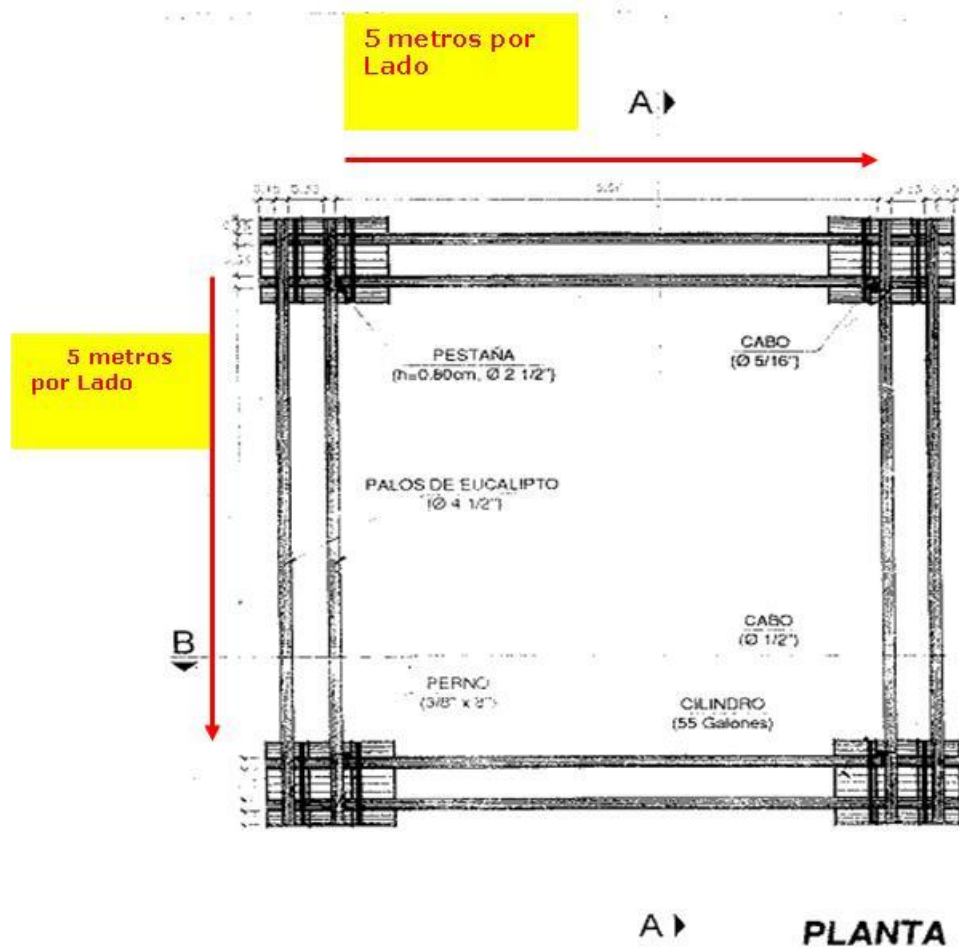 5 metros por
Lado
A
PESTAÑA
(h=0.80cm, Ø 2 1/2")
CABO
(Ø 5/16")
5 metros
por Lado
PALOS DE EUCALIPTO
(Ø 4 1/2")
CABO
(Ø 1/2")
B
PERNO
(3/8" x 8")
CILINDRO
(55 Galones)
A
PLANTA